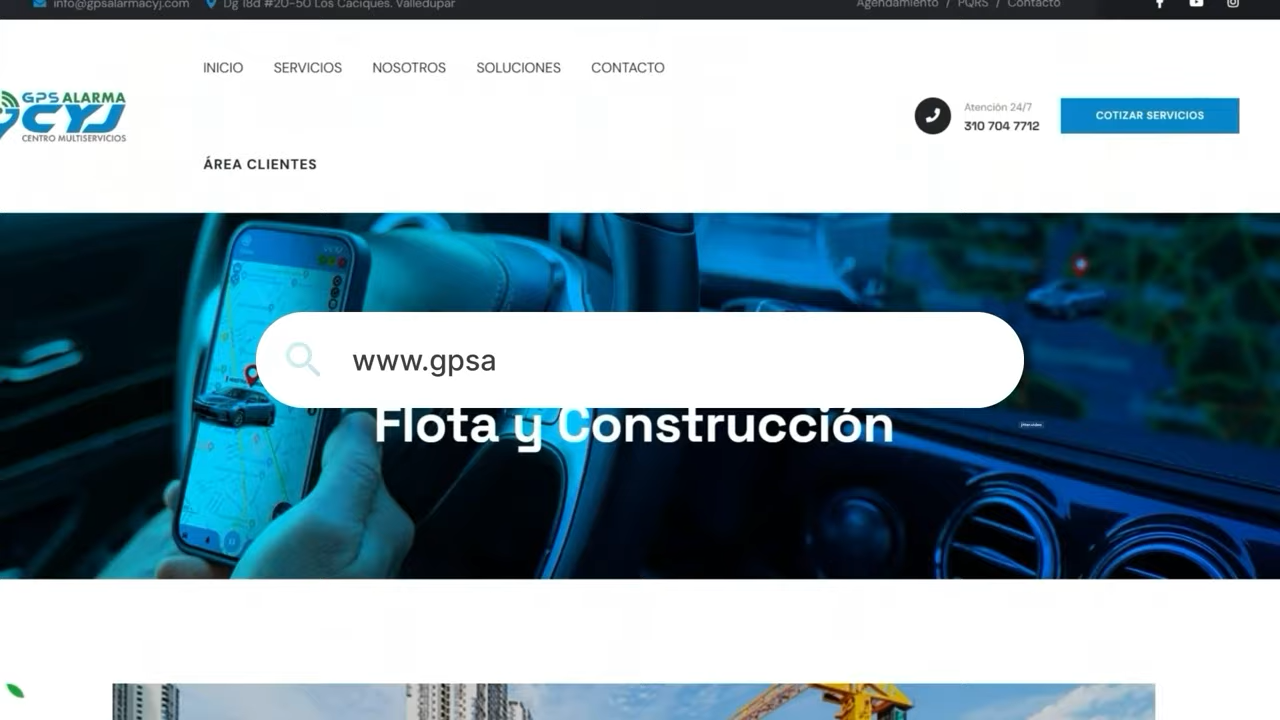 info@gpsalarmacyj.com Dg 18d #20-50 Los Caciques. Valledupar Agendamiento / PQRS / Contacto
INICIO SERVICIOS NOSOTROS SOLUCIONES CONTACTO
GPS ALARMA
CYJ
CENTRO MULTISERVICIOS
Atención 24/7
310 704 7712
COTIZAR SERVICIOS
ÁREA CLIENTES
www.gpsa
Flota y Construcción